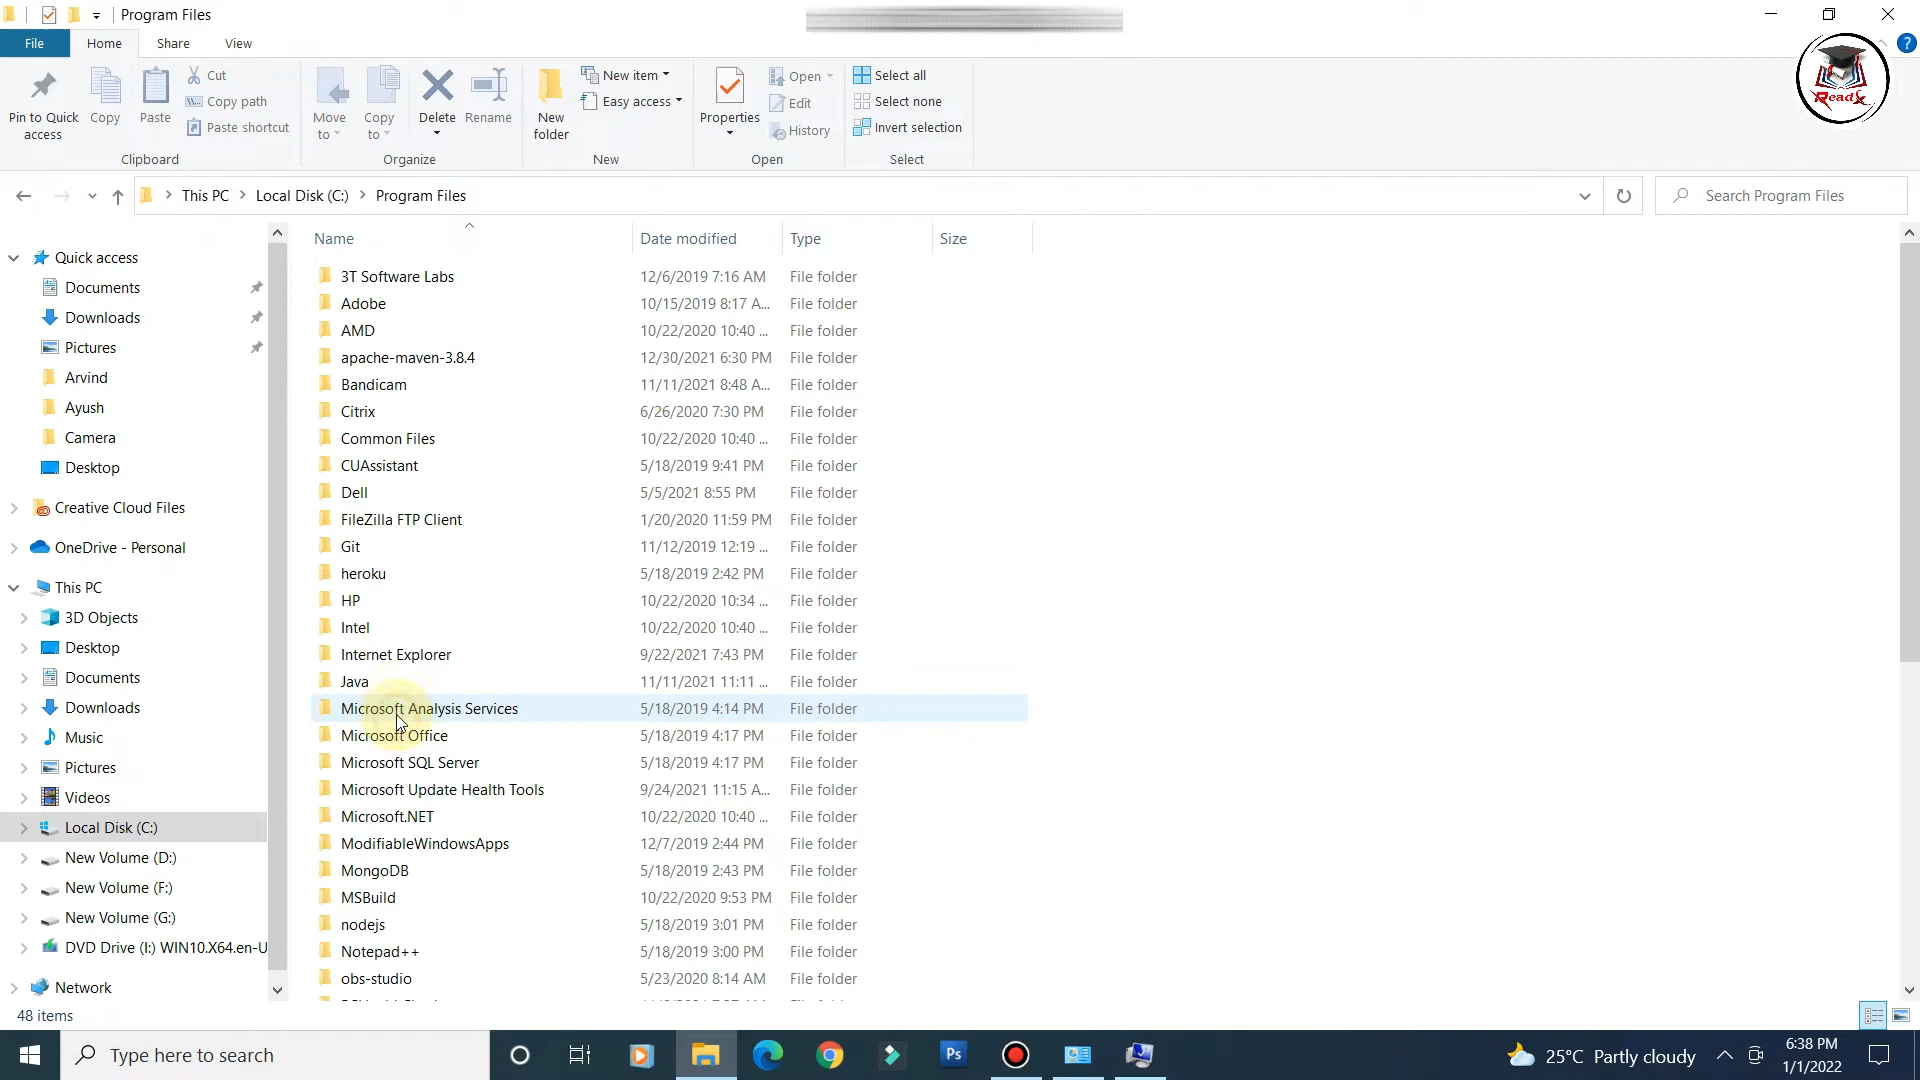 Program Files
File Home Share View
Pin to Quick access
Copy
Paste
Cut
Copy path
Paste shortcut
Clipboard
Move to
Copy to
Delete
Rename
Organize
New folder
New item
Easy access
New
Properties
Open
Edit
History
Open
Select all
Select none
Invert selection
Select
ReadX
This PC Local Disk (C:) Program Files
Search Program Files
Quick access
Documents
Downloads
Pictures
Arvind
Ayush
Camera
Desktop
Creative Cloud Files
OneDrive - Personal
This PC
3D Objects
Desktop
Documents
Downloads
Music
Pictures
Videos
Local Disk (C:)
New Volume (D:)
New Volume (F:)
New Volume (G:)
DVD Drive (I:) WIN10.X64.en-U
Network
Name Date modified Type Size
3T Software Labs 12/6/2019 7:16 AM File folder
Adobe 10/15/2019 8:17 A... File folder
AMD 10/22/2020 10:40 ... File folder
apache-maven-3.8.4 12/30/2021 6:30 PM File folder
Bandicam 11/11/2021 8:48 A... File folder
Citrix 6/26/2020 7:30 PM File folder
Common Files 10/22/2020 10:40 ... File folder
CUAssistant 5/18/2019 9:41 PM File folder
Dell 5/5/2021 8:55 PM File folder
FileZilla FTP Client 1/20/2020 11:59 PM File folder
Git 11/12/2019 12:19 ... File folder
heroku 5/18/2019 2:42 PM File folder
HP 10/22/2020 10:34 ... File folder
Intel 10/22/2020 10:40 ... File folder
Internet Explorer 9/22/2021 7:43 PM File folder
Java 11/11/2021 11:11 ... File folder
Microsoft Analysis Services 5/18/2019 4:14 PM File folder
Microsoft Office 5/18/2019 4:17 PM File folder
Microsoft SQL Server 5/18/2019 4:17 PM File folder
Microsoft Update Health Tools 9/24/2021 11:15 A... File folder
Microsoft.NET 10/22/2020 10:40 ... File folder
ModifiableWindowsApps 12/7/2019 2:44 PM File folder
MongoDB 5/18/2019 2:43 PM File folder
MSBuild 10/22/2020 9:53 PM File folder
nodejs 5/18/2019 3:01 PM File folder
Notepad++ 5/18/2019 3:00 PM File folder
obs-studio 5/23/2020 8:14 AM File folder
48 items
Type here to search
Ps
25°C Partly cloudy
6:38 PM
1/1/2022